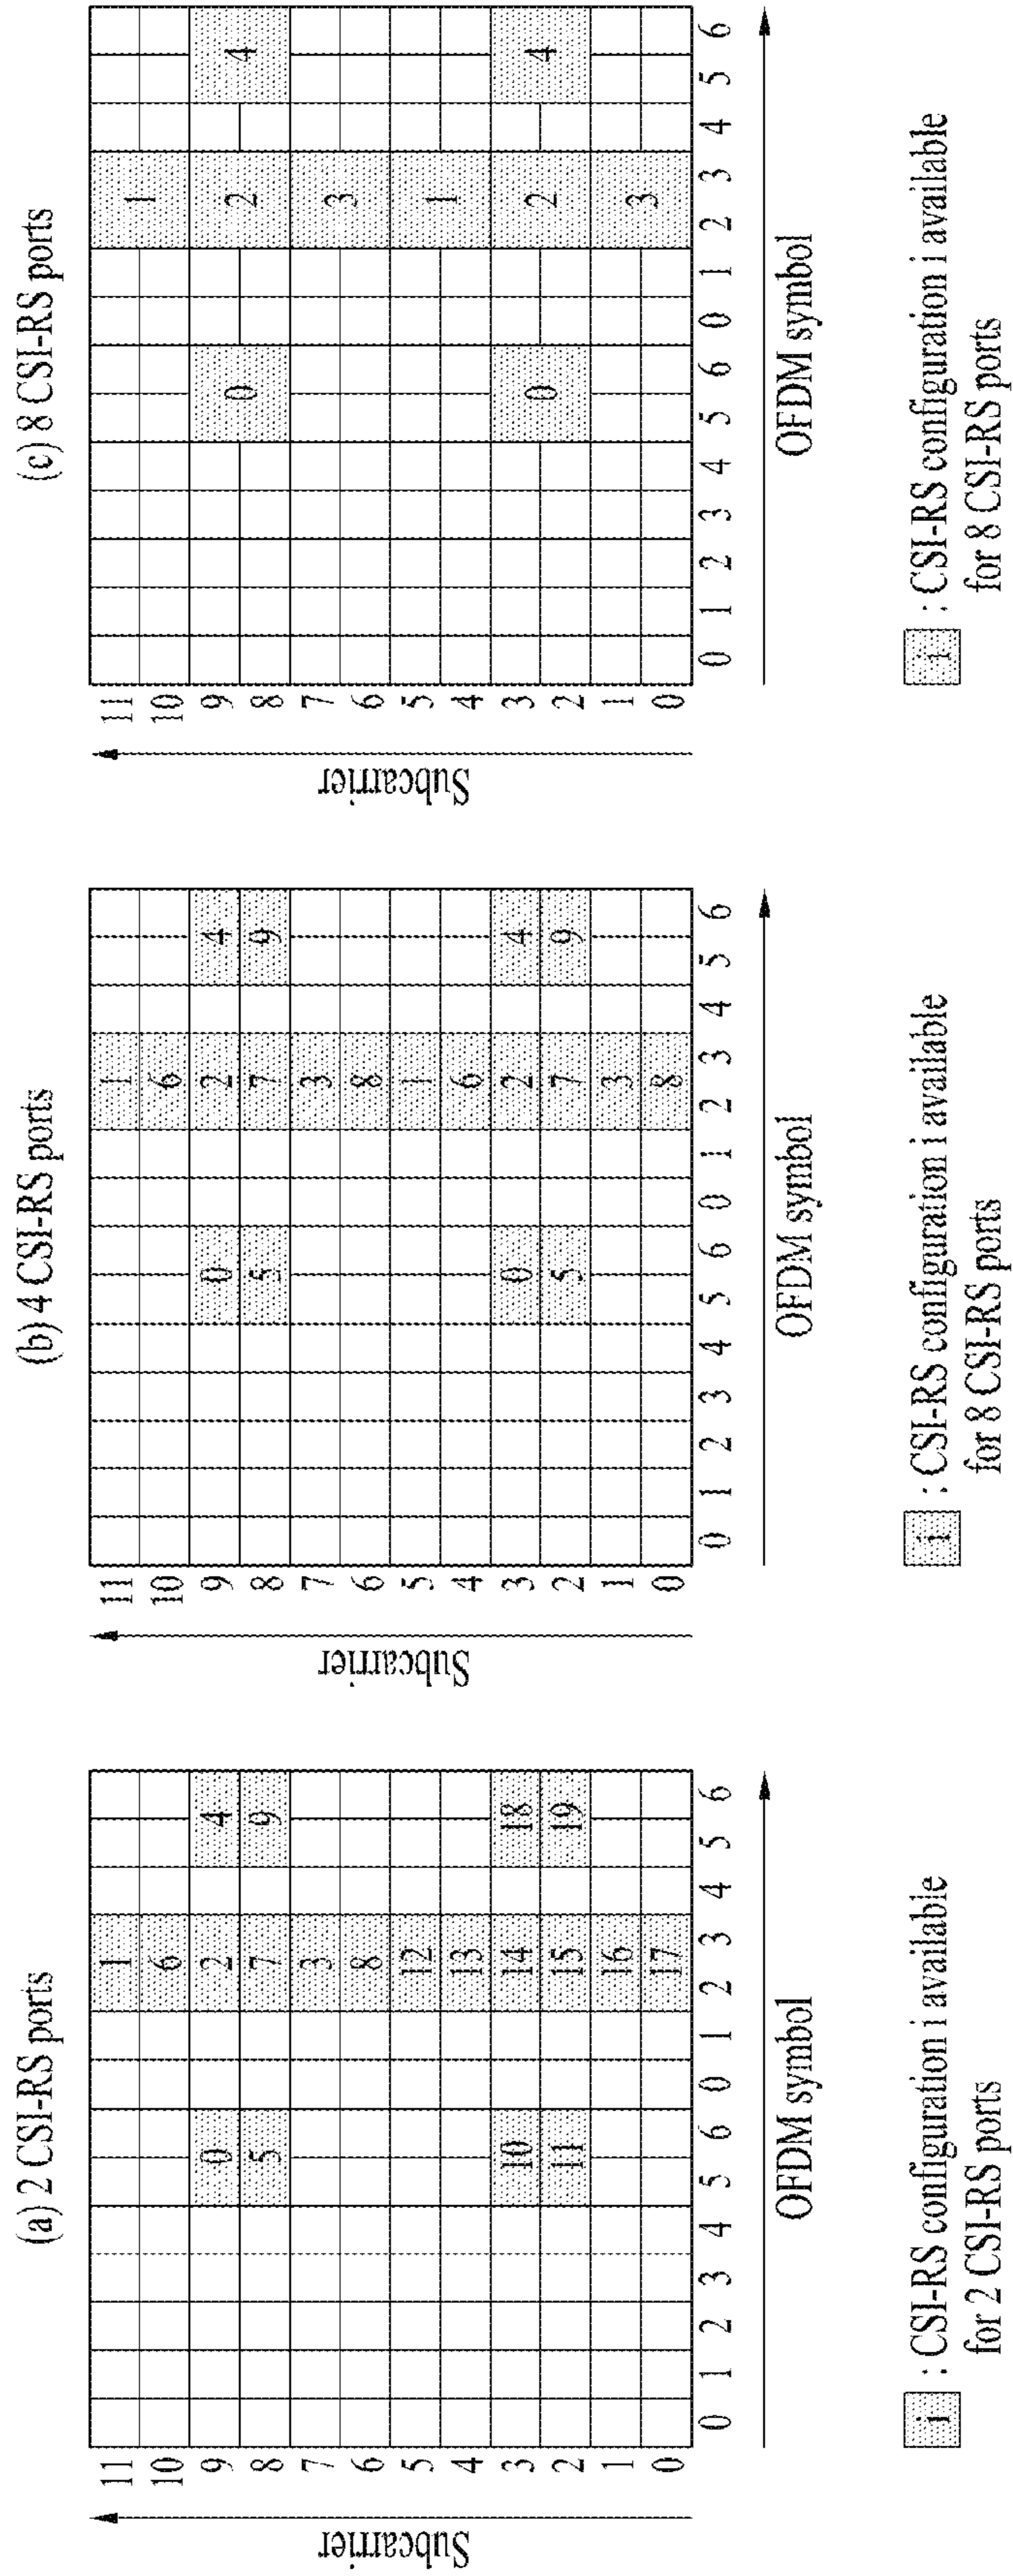 (a) 2 CSI-RS ports
Subcarrier
11
10
9
8
7
6
5
4
3
2
1
0
1
6
0 2 4
5 7 9
3
8
12
13
10 14 18
11 15 19
16
17
0 1 2 3 4 5 6 0 1 2 3 4 5 6
OFDM symbol
i : CSI-RS configuration i available
for 2 CSI-RS ports
(b) 4 CSI-RS ports
Subcarrier
11
10
9
8
7
6
5
4
3
2
1
0
1
6
0 2 4
5 7 9
3
8
1
6
0 2 4
5 7 9
3
8
0 1 2 3 4 5 6 0 1 2 3 4 5 6
OFDM symbol
i : CSI-RS configuration i available
for 8 CSI-RS ports
(c) 8 CSI-RS ports
Subcarrier
11
10
9
8
7
6
5
4
3
2
1
0
1
0 2 4
3
1
0 2 4
3
0 1 2 3 4 5 6 0 1 2 3 4 5 6
OFDM symbol
i : CSI-RS configuration i available
for 8 CSI-RS ports